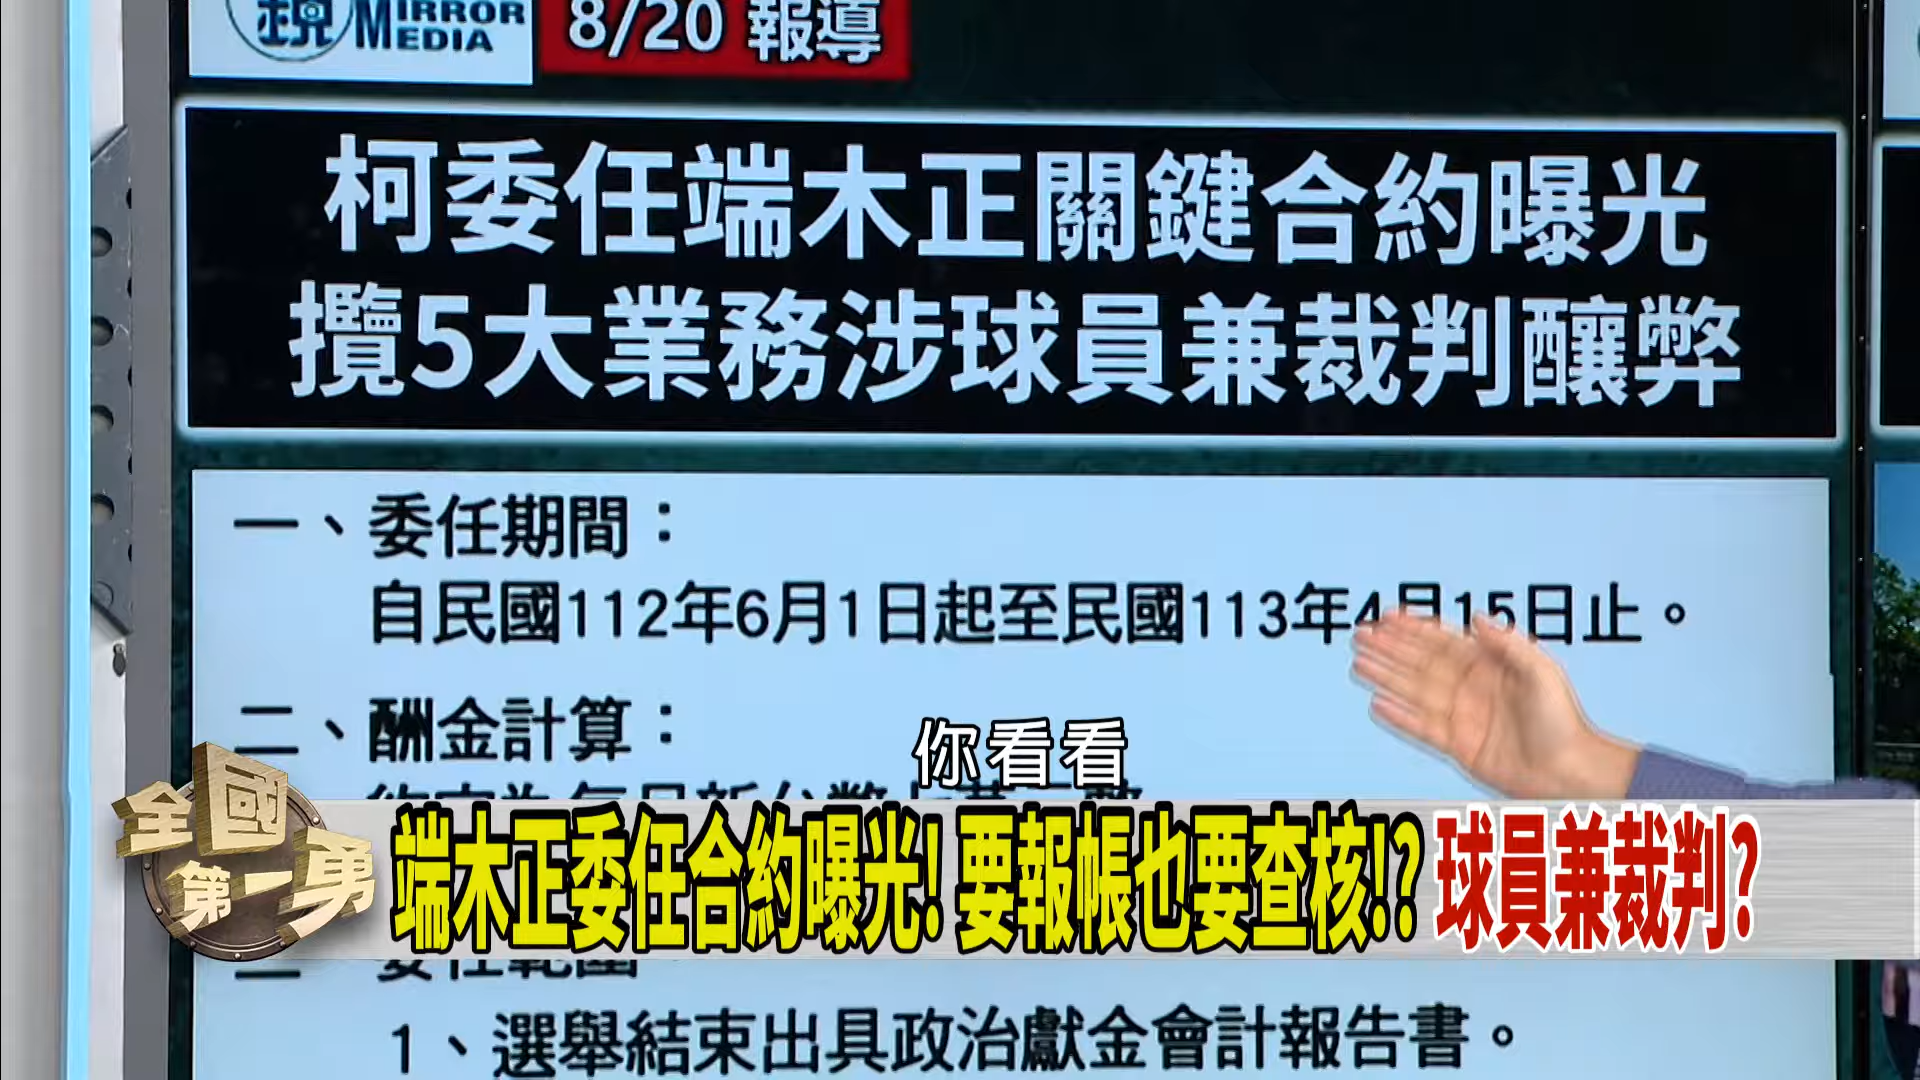 鏡 MIRROR MEDIA
8/20 報導
柯委任端木正關鍵合約曝光
攬5大業務涉球員兼裁判釀弊
一、委任期間：
自民國112年6月1日起至民國113年4月15日止。
二、酬金計算：
你看看
全國第一勇
端木正委任合約曝光！要報帳也要查核！？球員兼裁判？
委任範圍
1、選舉結束出具政治獻金會計報告書。